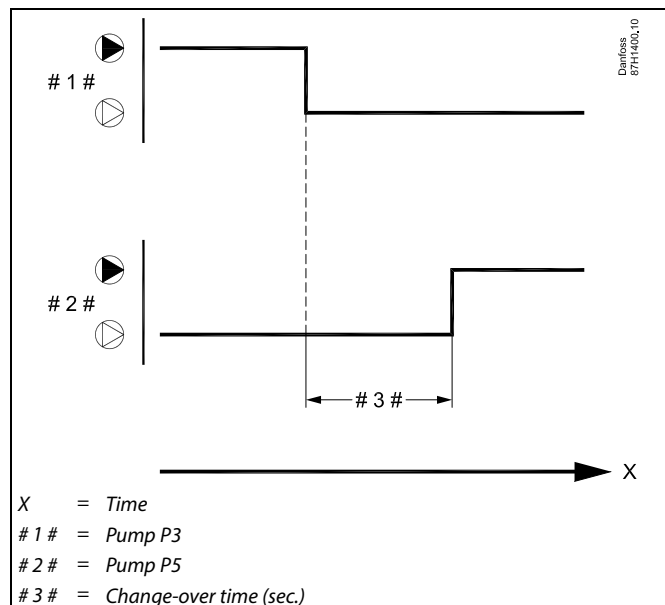 Danfoss
87H1400.10
# 1 #
# 2 #
# 3 #
X
X = Time
# 1 # = Pump P3
# 2 # = Pump P5
# 3 # = Change-over time (sec.)